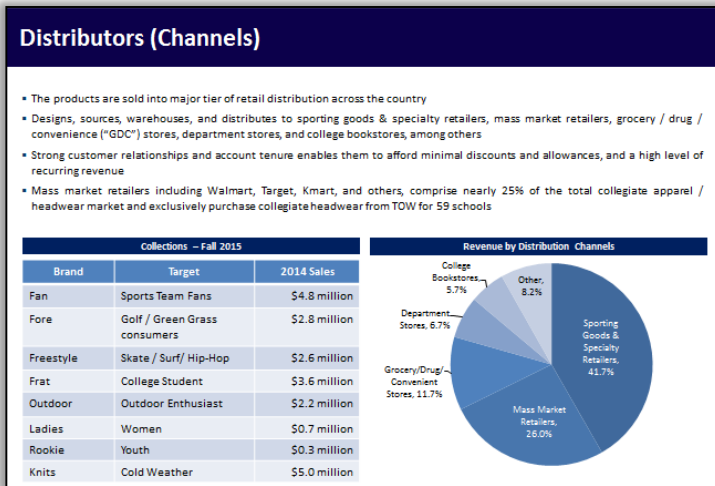 Distributors (Channels)
▪ The products are sold into major tier of retail distribution across the country
▪ Designs, sources, warehouses, and distributes to sporting goods & specialty retailers, mass market retailers, grocery / drug /
convenience ("GDC") stores, department stores, and college bookstores, among others
▪ Strong customer relationships and account tenure enables them to afford minimal discounts and allowances, and a high level of
recurring revenue
▪ Mass market retailers including Walmart, Target, Kmart, and others, comprise nearly 25% of the total collegiate apparel /
headwear market and exclusively purchase collegiate headwear from TOW for 59 schools
Collections – Fall 2015
Brand Target 2014 Sales
Fan Sports Team Fans $4.8 million
Fore Golf / Green Grass
consumers $2.8 million
Freestyle Skate / Surf/ Hip-Hop $2.6 million
Frat College Student $3.6 million
Outdoor Outdoor Enthusiast $2.2 million
Ladies Women $0.7 million
Rookie Youth $0.3 million
Knits Cold Weather $5.0 million
Revenue by Distribution Channels
College
Bookstores,
5.7%
Other,
8.2%
Department
Stores, 6.7%
Sporting
Goods &
Specialty
Retailers,
41.7%
Grocery/Drug/
Convenient
Stores, 11.7%
Mass Market
Retailers,
26.0%